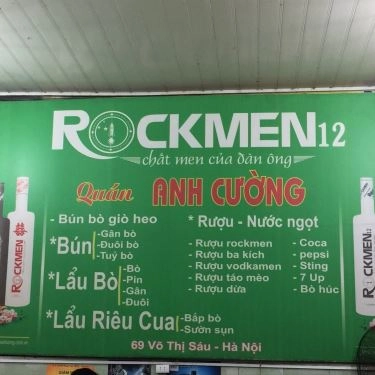 ROCKMEN12
chất men của đàn ông
Quán ANH CƯỜNG
- Bún bò giò heo
*Bún
-Gân bò
-Đuôi bò
-Tuỷ bò
*Lẩu Bò
-Bò
-Pín
-Gân
-Đuôi
*Lẩu Riêu Cua
-Bắp bò
-Sườn sụn
* Rượu - Nước ngọt
- Rượu rockmen
- Rượu ba kích
- Rượu vodkamen
- Rượu táo mèo
- Rượu dừa
- Coca
- pepsi
- Sting
- 7 Up
- Bò húc
69 Võ Thị Sáu - Hà Nội
ROCKMEN
ROCKMEN12